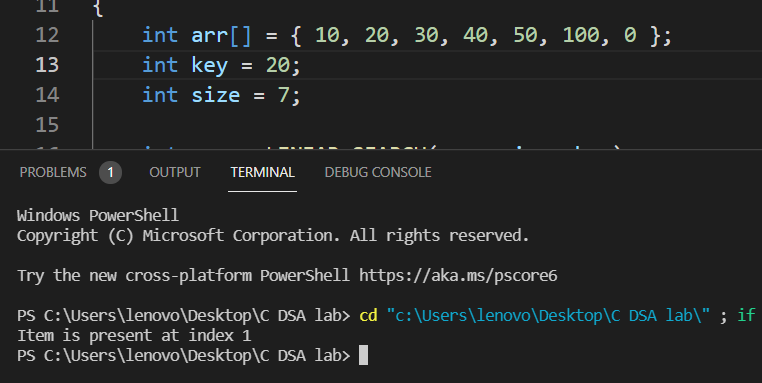 11 {
12 int arr[] = { 10, 20, 30, 40, 50, 100, 0 };
13 int key = 20;
14 int size = 7;
15
PROBLEMS 1 OUTPUT TERMINAL DEBUG CONSOLE
Windows PowerShell
Copyright (C) Microsoft Corporation. All rights reserved.
Try the new cross-platform PowerShell https://aka.ms/pscore6
PS C:\Users\lenovo\Desktop\C DSA lab> cd "c:\Users\lenovo\Desktop\C DSA lab\" ; if
Item is present at index 1
PS C:\Users\lenovo\Desktop\C DSA lab>